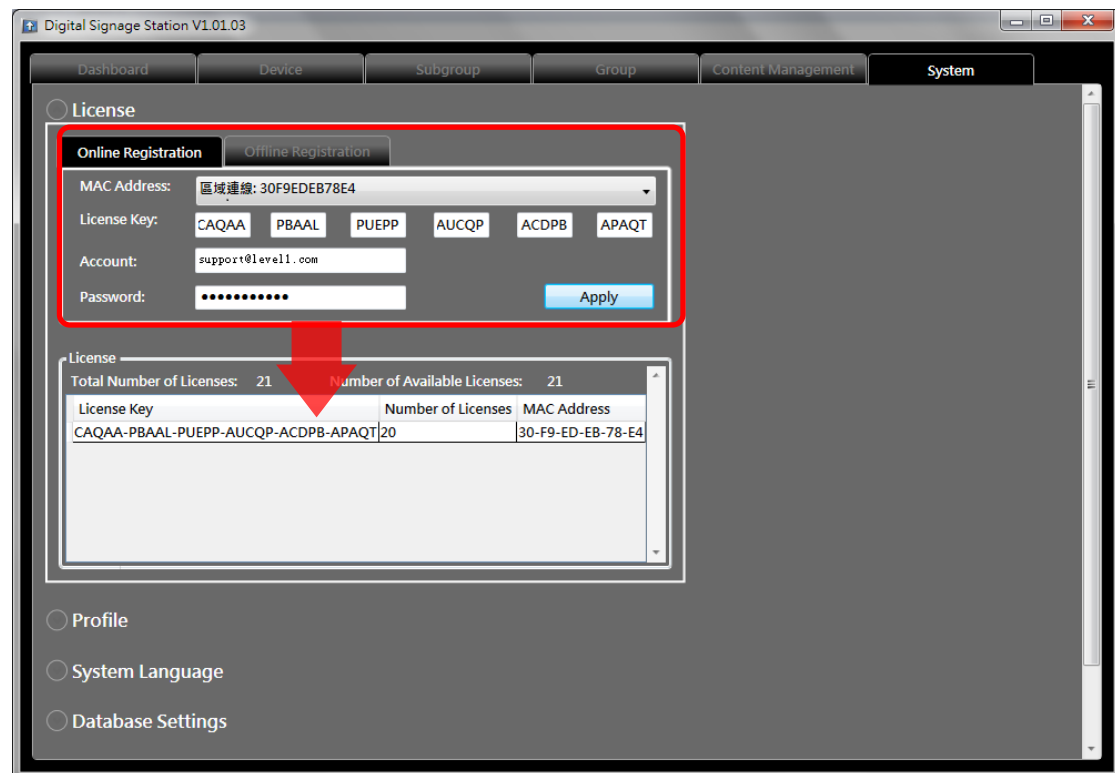 Digital Signage Station V1.01.03
Dashboard Device Subgroup Group Content Management System
License
Online Registration Offline Registration
MAC Address: 區域連線: 30F9EDEB78E4
License Key: CAQAA PBAAL PUEPP AUCQP ACDPB APAQT
Account: support@level1.com
Password: •••••••••••
Apply
License
Total Number of Licenses: 21 Number of Available Licenses: 21
License Key Number of Licenses MAC Address
CAQAA-PBAAL-PUEPP-AUCQP-ACDPB-APAQT 20 30-F9-ED-EB-78-E4
Profile
System Language
Database Settings